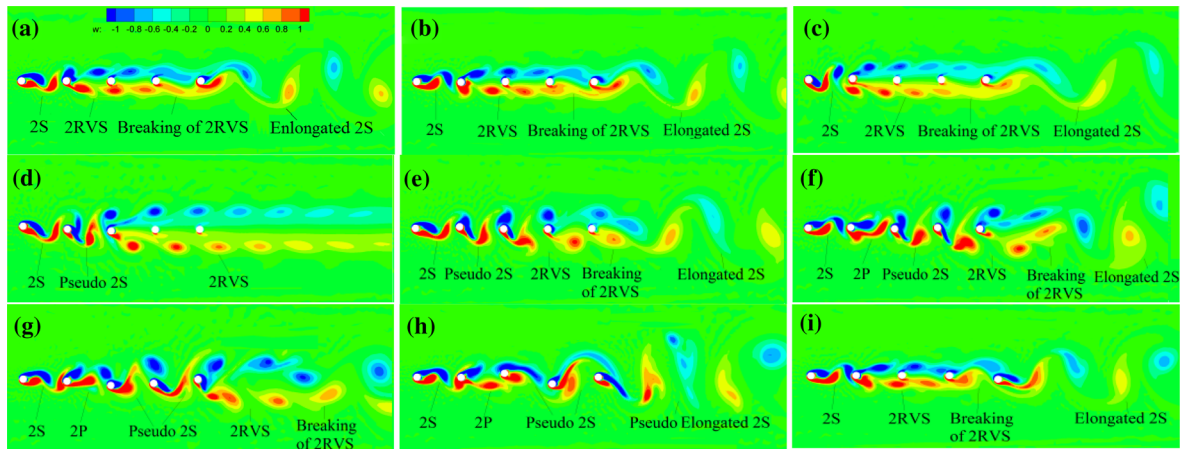 (a) w: -1 -0.8 -0.6 -0.4 0 0.2 0.4 0.6 0.8 1
2S 2RVS Breaking of 2RVS Enlongated 2S
(b)
2S 2RVS Breaking of 2RVS Elongated 2S
(c)
2S 2RVS Breaking of 2RVS Elongated 2S
(d)
2S Pseudo 2S 2RVS
(e)
2S Pseudo 2S 2RVS Breaking of 2RVS Elongated 2S
(f)
2S 2P Pseudo 2S 2RVS Breaking of 2RVS Elongated 2S
(g)
2S 2P Pseudo 2S 2RVS Breaking of 2RVS
(h)
2S 2P Pseudo 2S Pseudo Elongated 2S
(i)
2S 2RVS Breaking of 2RVS Elongated 2S